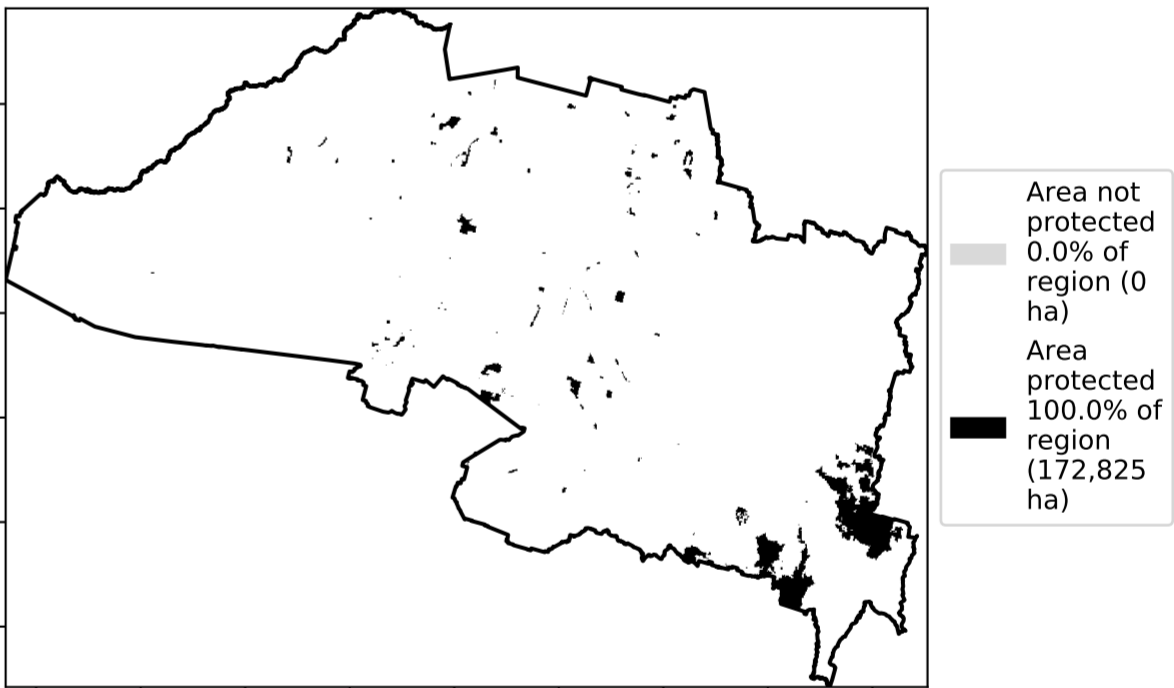 Area not
protected
0.0% of
region (0
ha)
Area
protected
100.0% of
region
(172,825
ha)